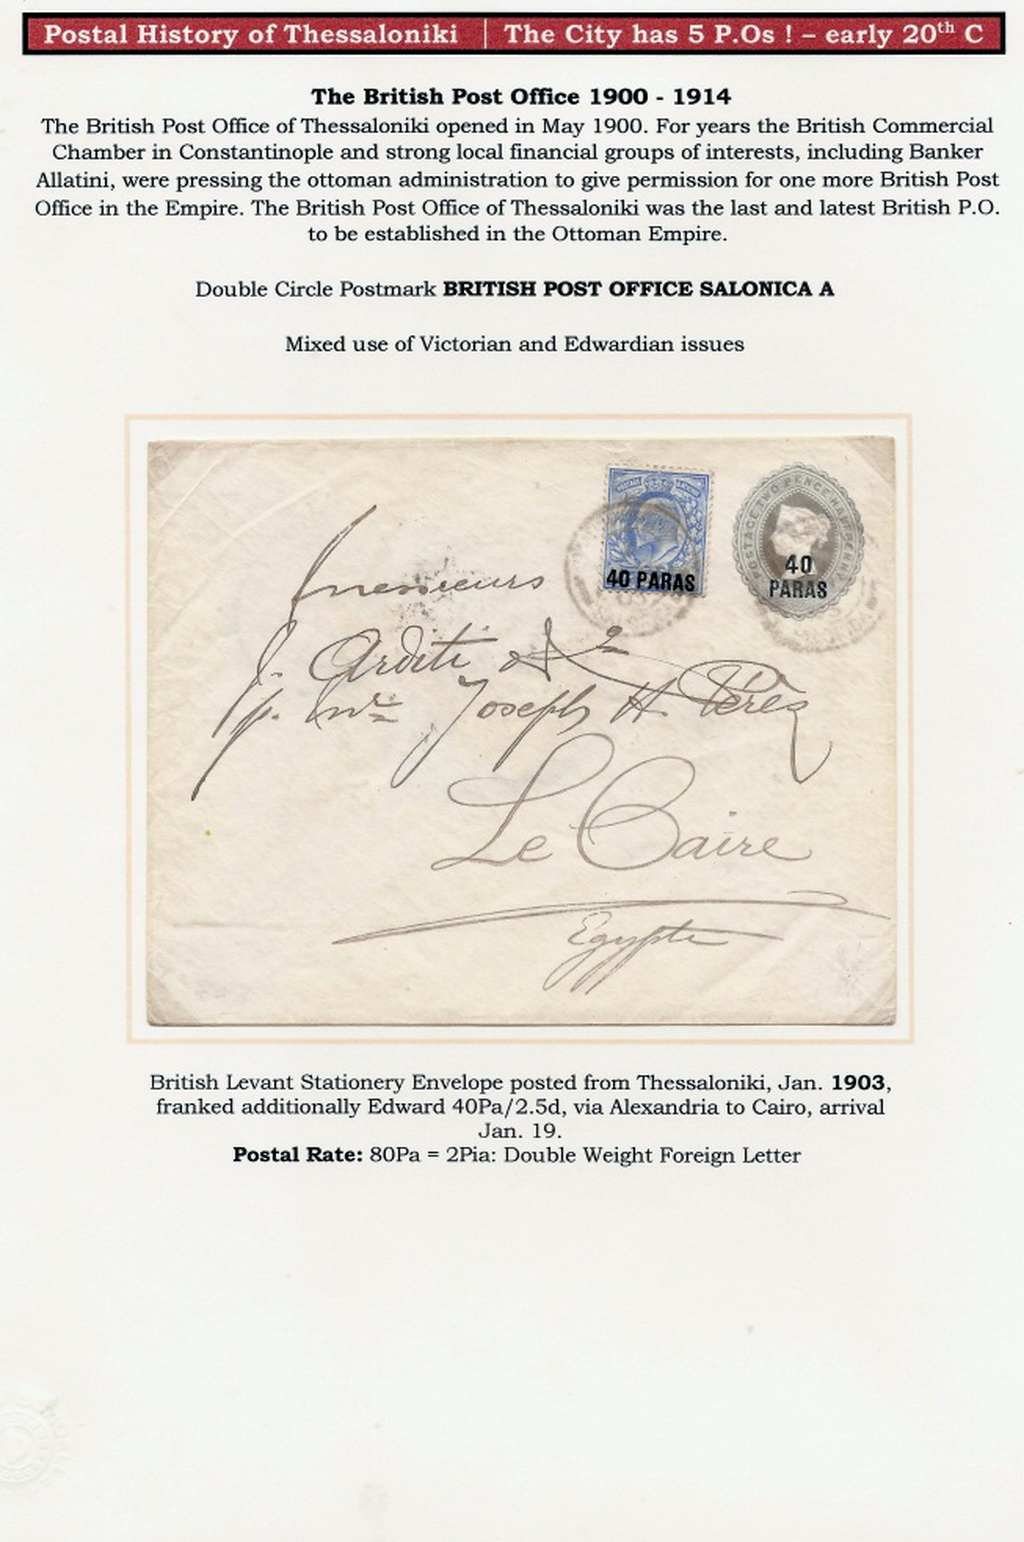 Postal History of Thessaloniki | The City has 5 P.Os ! – early 20th C
The British Post Office 1900 - 1914
The British Post Office of Thessaloniki opened in May 1900. For years the British Commercial
Chamber in Constantinople and strong local financial groups of interests, including Banker
Allatini, were pressing the ottoman administration to give permission for one more British Post
Office in the Empire. The British Post Office of Thessaloniki was the last and latest British P.O.
to be established in the Ottoman Empire.
Double Circle Postmark BRITISH POST OFFICE SALONICA A
Mixed use of Victorian and Edwardian issues
POSTAGE TWO PENCE HALFPENNY
40 PARAS
40
PARAS
Messieurs
J. Arditi &
p. Joseph H. Pérez
Le Caire
Egypte
British Levant Stationery Envelope posted from Thessaloniki, Jan. 1903,
franked additionally Edward 40Pa/2.5d, via Alexandria to Cairo, arrival
Jan. 19.
Postal Rate: 80Pa = 2Pia: Double Weight Foreign Letter